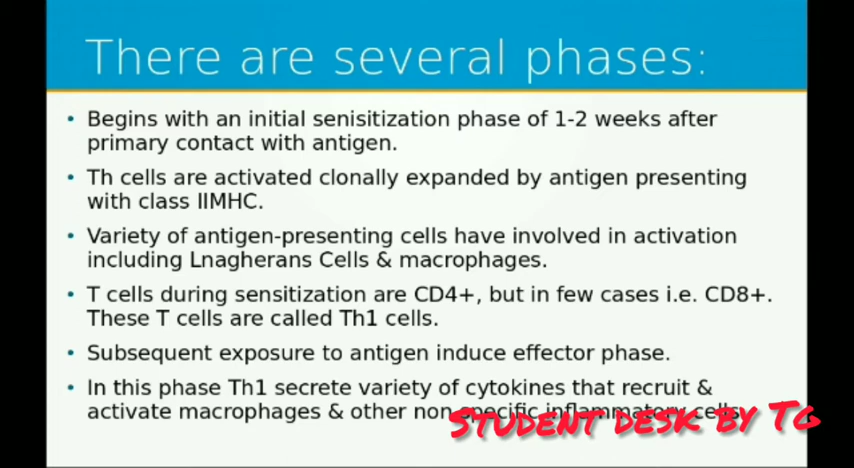 There are several phases:
• Begins with an initial senisitization phase of 1-2 weeks after
primary contact with antigen.
• Th cells are activated clonally expanded by antigen presenting
with class IIMHC.
• Variety of antigen-presenting cells have involved in activation
including Lnagherans Cells & macrophages.
• T cells during sensitization are CD4+, but in few cases i.e. CD8+.
These T cells are called Th1 cells.
• Subsequent exposure to antigen induce effector phase.
• In this phase Th1 secrete variety of cytokines that recruit &
activate macrophages & other non specific inflammatory cells.
Student desk by Tg